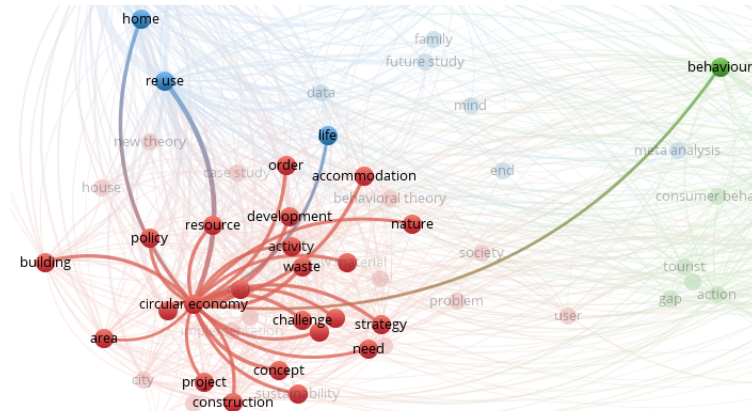 home
family
future study
behaviour
re use
data
mind
life
new theory
meta analysis
case study
order
end
accommodation
house
behavioral theory
consumer beha
development
resource
nature
policy
activity
society
building
waste
material
tourist
circular economy
problem
gap
action
challenge
user
strategy
area
need
concept
city
project
sustainability
construction